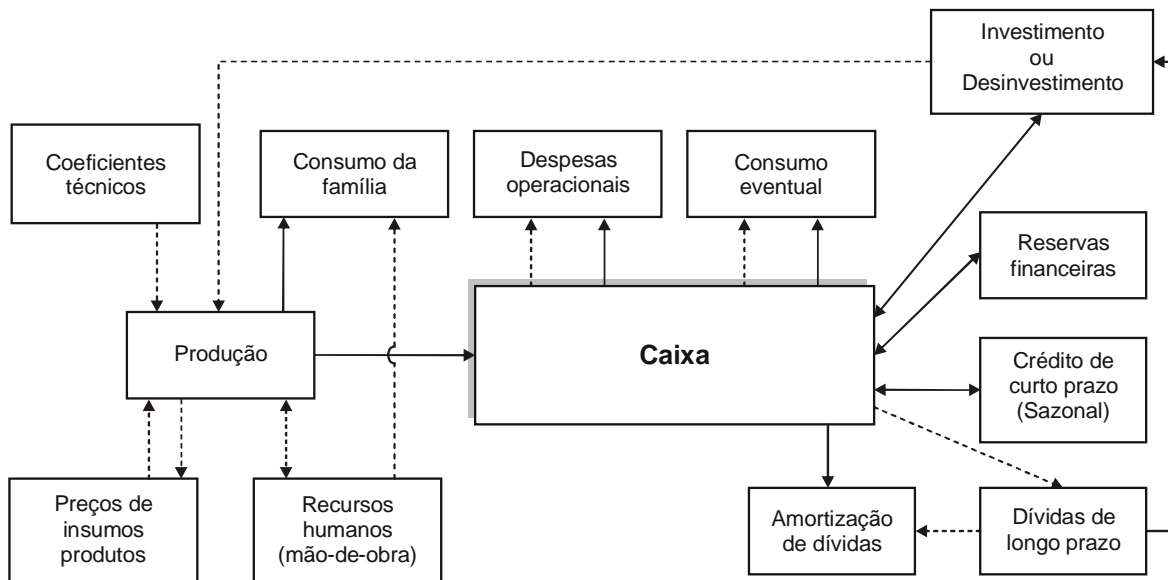 Investimento
ou
Desinvestimento
Coeficientes
técnicos
Consumo da
família
Despesas
operacionais
Consumo
eventual
Reservas
financeiras
Produção
Caixa
Crédito de
curto prazo
(Sazonal)
Preços de
insumos
produtos
Recursos
humanos
(mão-de-obra)
Amortização
de dívidas
Dívidas de
longo prazo